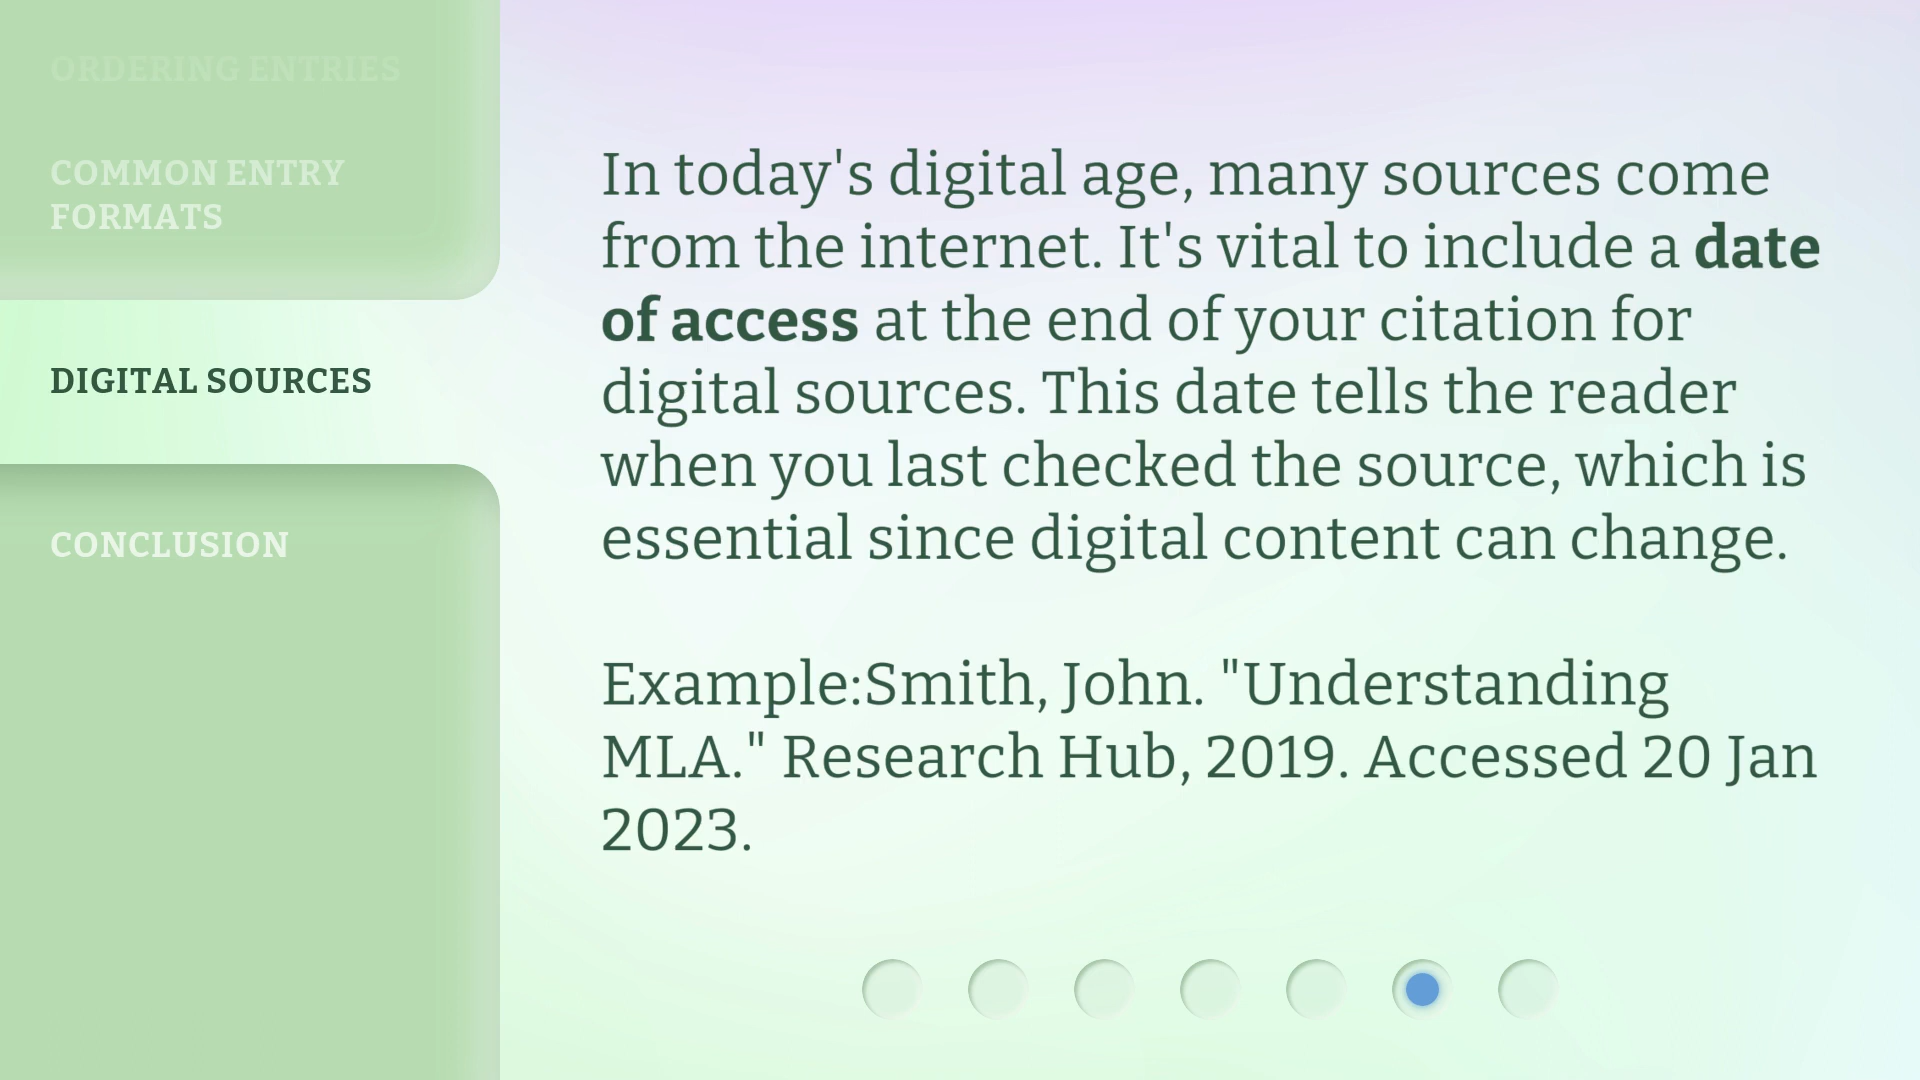 ORDERING ENTRIES
COMMON ENTRY
FORMATS
DIGITAL SOURCES
CONCLUSION
In today's digital age, many sources come
from the internet. It's vital to include a date
of access at the end of your citation for
digital sources. This date tells the reader
when you last checked the source, which is
essential since digital content can change.
Example:Smith, John. "Understanding
MLA." Research Hub, 2019. Accessed 20 Jan
2023.